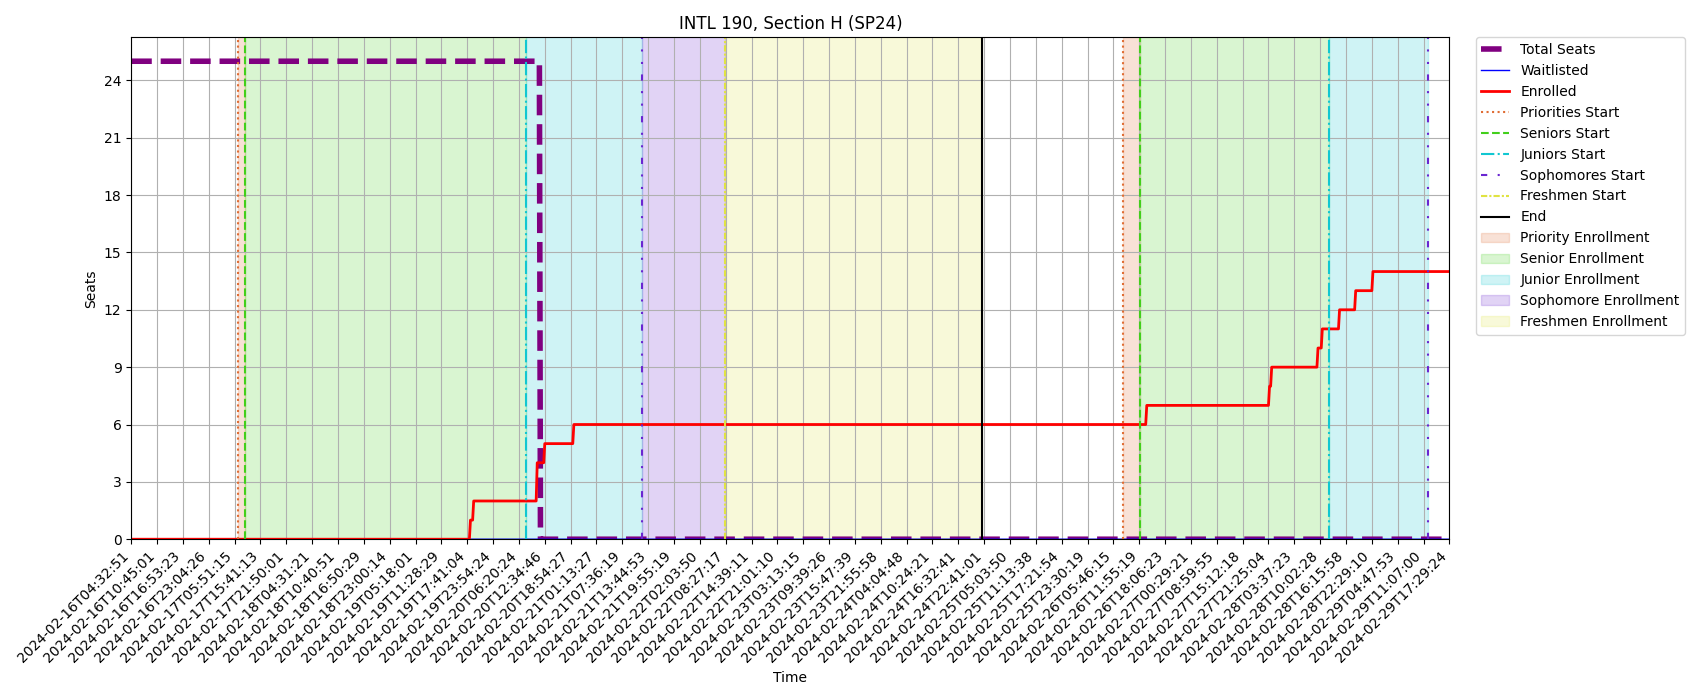 INTL 190, Section H (SP24)
Seats
24
21
18
15
12
9
6
3
0
2024-02-16T04:32:51
2024-02-16T10:45:01
2024-02-16T16:53:23
2024-02-16T23:04:26
2024-02-17T05:51:15
2024-02-17T15:41:13
2024-02-17T21:50:01
2024-02-18T04:31:21
2024-02-18T10:40:51
2024-02-18T16:50:29
2024-02-18T23:00:14
2024-02-19T05:18:01
2024-02-19T11:28:29
2024-02-19T17:41:04
2024-02-19T23:54:24
2024-02-20T06:20:24
2024-02-20T12:34:46
2024-02-20T18:54:27
2024-02-21T01:13:27
2024-02-21T07:36:19
2024-02-21T13:44:53
2024-02-21T19:55:19
2024-02-22T02:03:50
2024-02-22T08:27:17
2024-02-22T14:39:11
2024-02-22T21:01:10
2024-02-23T03:13:15
2024-02-23T09:39:26
2024-02-23T15:47:39
2024-02-23T21:55:58
2024-02-24T04:04:48
2024-02-24T10:24:21
2024-02-24T16:32:41
2024-02-24T22:41:01
2024-02-25T05:03:50
2024-02-25T11:13:38
2024-02-25T17:21:54
2024-02-25T23:30:19
2024-02-26T05:46:15
2024-02-26T11:55:19
2024-02-26T18:06:23
2024-02-27T00:29:21
2024-02-27T08:59:55
2024-02-27T15:12:18
2024-02-27T21:25:04
2024-02-28T03:37:23
2024-02-28T10:02:28
2024-02-28T16:15:58
2024-02-28T22:29:10
2024-02-29T04:47:53
2024-02-29T11:07:00
2024-02-29T17:29:24
Time
Total Seats
Waitlisted
Enrolled
Priorities Start
Seniors Start
Juniors Start
Sophomores Start
Freshmen Start
End
Priority Enrollment
Senior Enrollment
Junior Enrollment
Sophomore Enrollment
Freshmen Enrollment